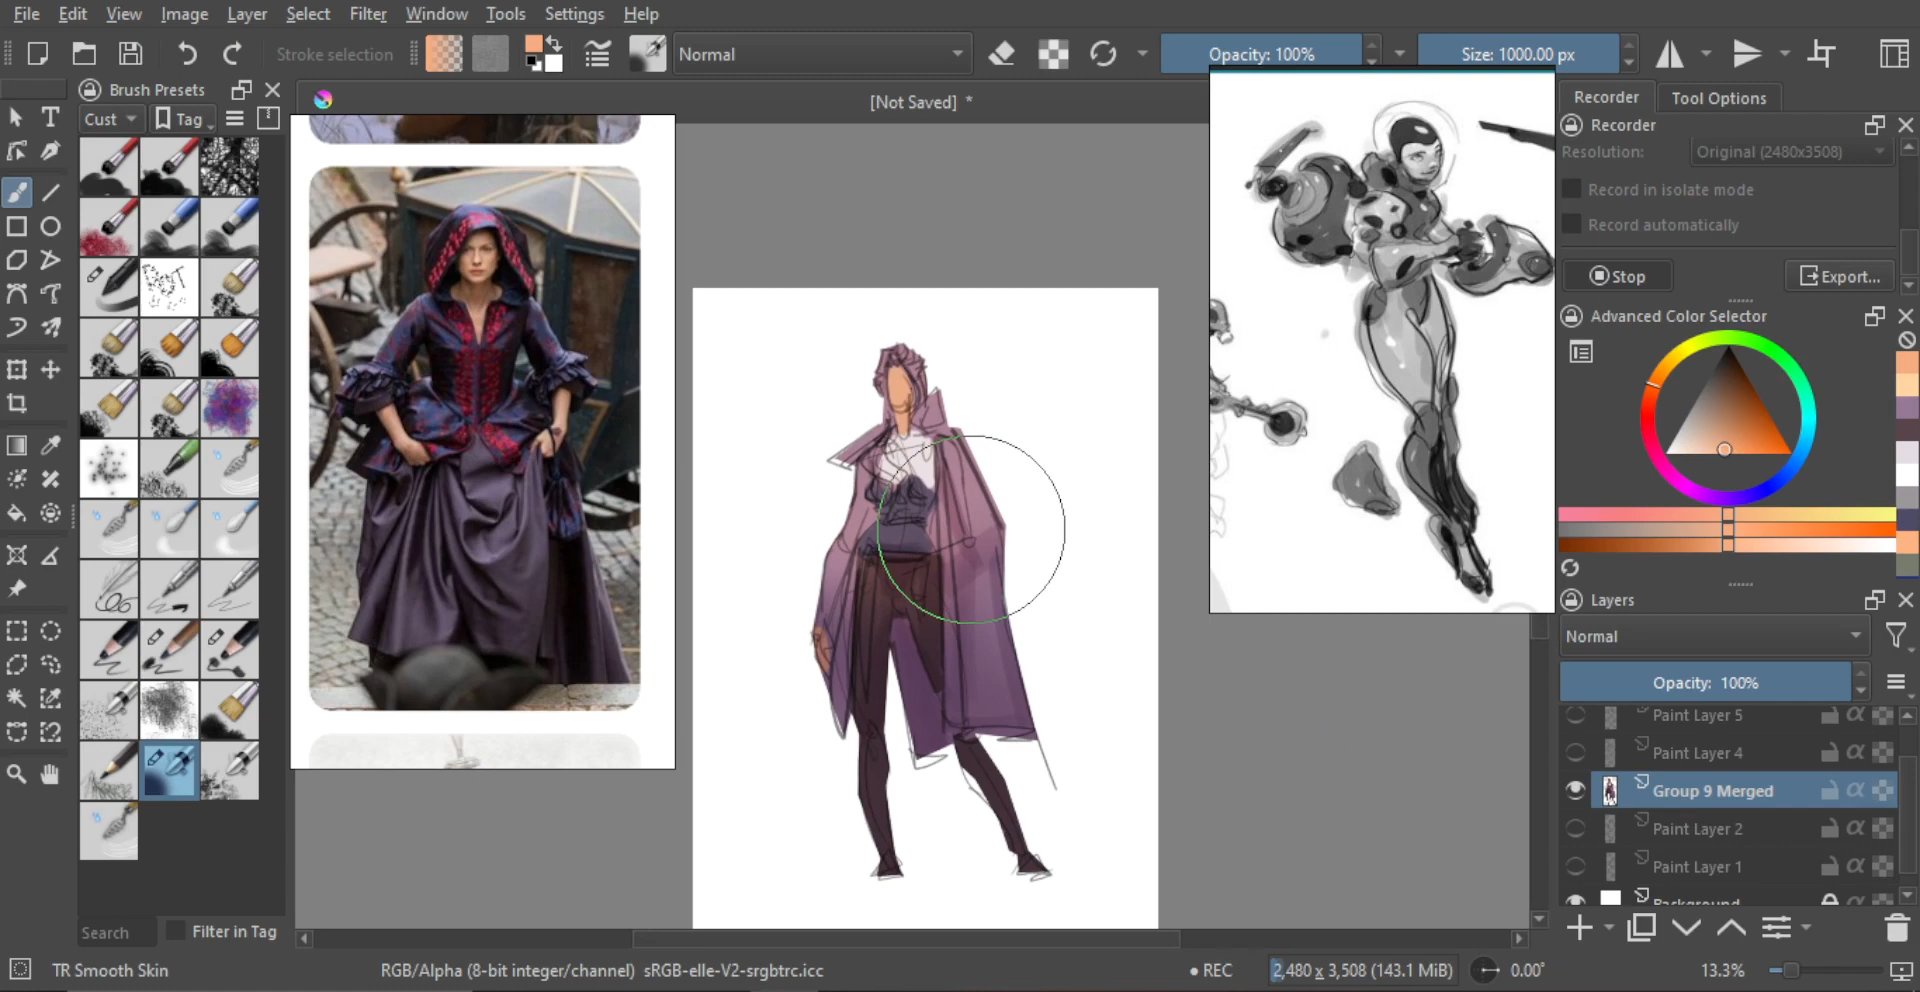 File Edit View Image Layer Select Filter Window Tools Settings Help
Stroke selection Normal Opacity: 100% Size: 1000.00 px
Brush Presets
Cust Tag
[Not Saved] *
Recorder Tool Options
Recorder
Resolution: Original (2480x3508)
Record in isolate mode
Record automatically
Stop Export...
Advanced Color Selector
Layers
Normal
Opacity: 100%
Paint Layer 5
Paint Layer 4
Group 9 Merged
Paint Layer 2
Paint Layer 1
Background
Search Filter in Tag
TR Smooth Skin RGB/Alpha (8-bit integer/channel) sRGB-elle-V2-srgbtrc.icc • REC 2,480 x 3,508 (143.1 MiB) 0.00° 13.3%